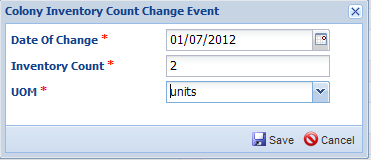 Colony Inventory Count Change Event
Date Of Change * 01/07/2012
Inventory Count * 2
UOM * units
Save Cancel